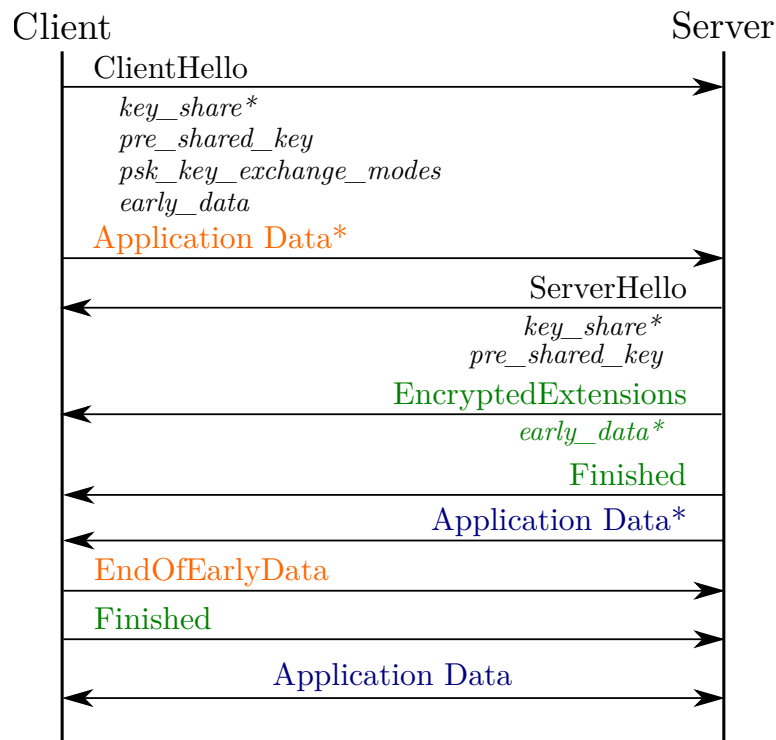 Client
Server
ClientHello
key_share*
pre_shared_key
psk_key_exchange_modes
early_data
Application Data*
ServerHello
key_share*
pre_shared_key
EncryptedExtensions
early_data*
Finished
Application Data*
EndOfEarlyData
Finished
Application Data